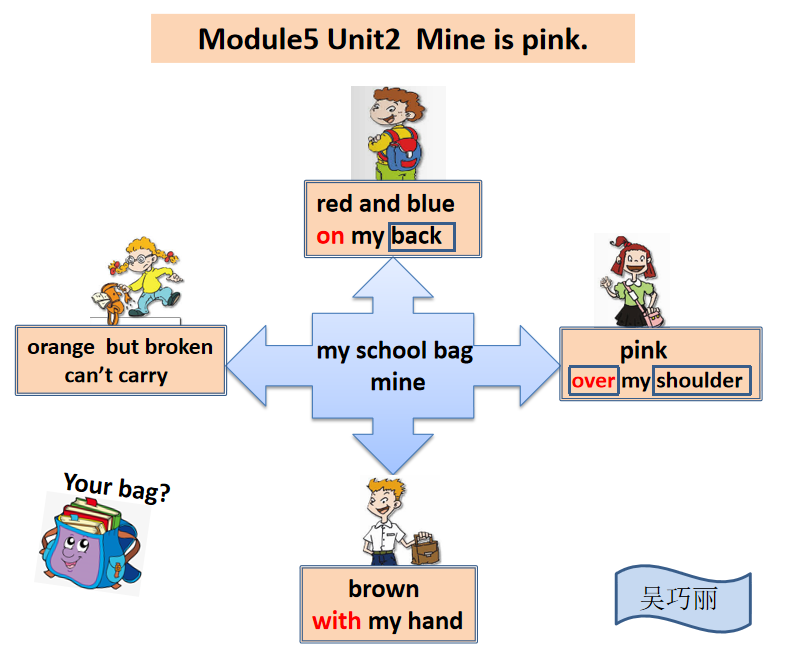 Module5 Unit2 Mine is pink.
red and blue
on my back
orange but broken
can't carry
my school bag
mine
pink
over my shoulder
Your bag?
brown
with my hand
吴巧丽